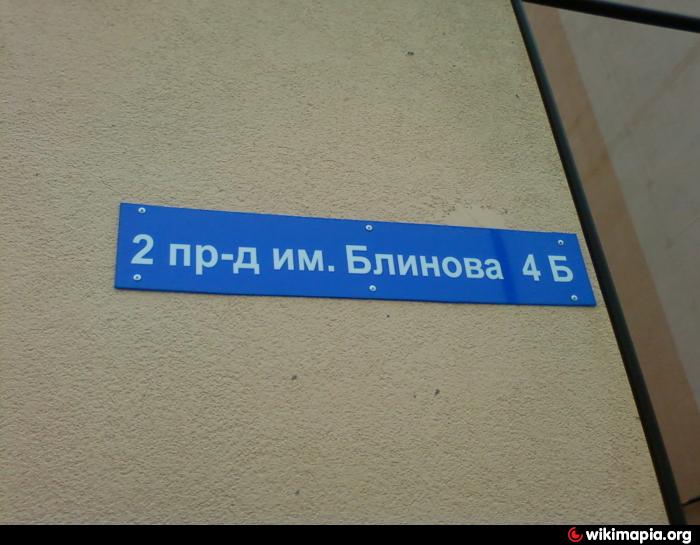 2 пр-д им. Блинова 4 Б
wikimapia.org